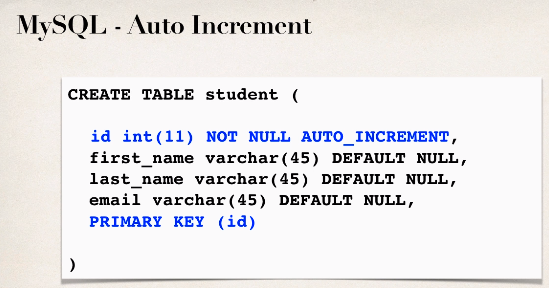 MySQL - Auto Increment
CREATE TABLE student (
id int(11) NOT NULL AUTO_INCREMENT,
first_name varchar(45) DEFAULT NULL,
last_name varchar(45) DEFAULT NULL,
email varchar(45) DEFAULT NULL,
PRIMARY KEY (id)
)